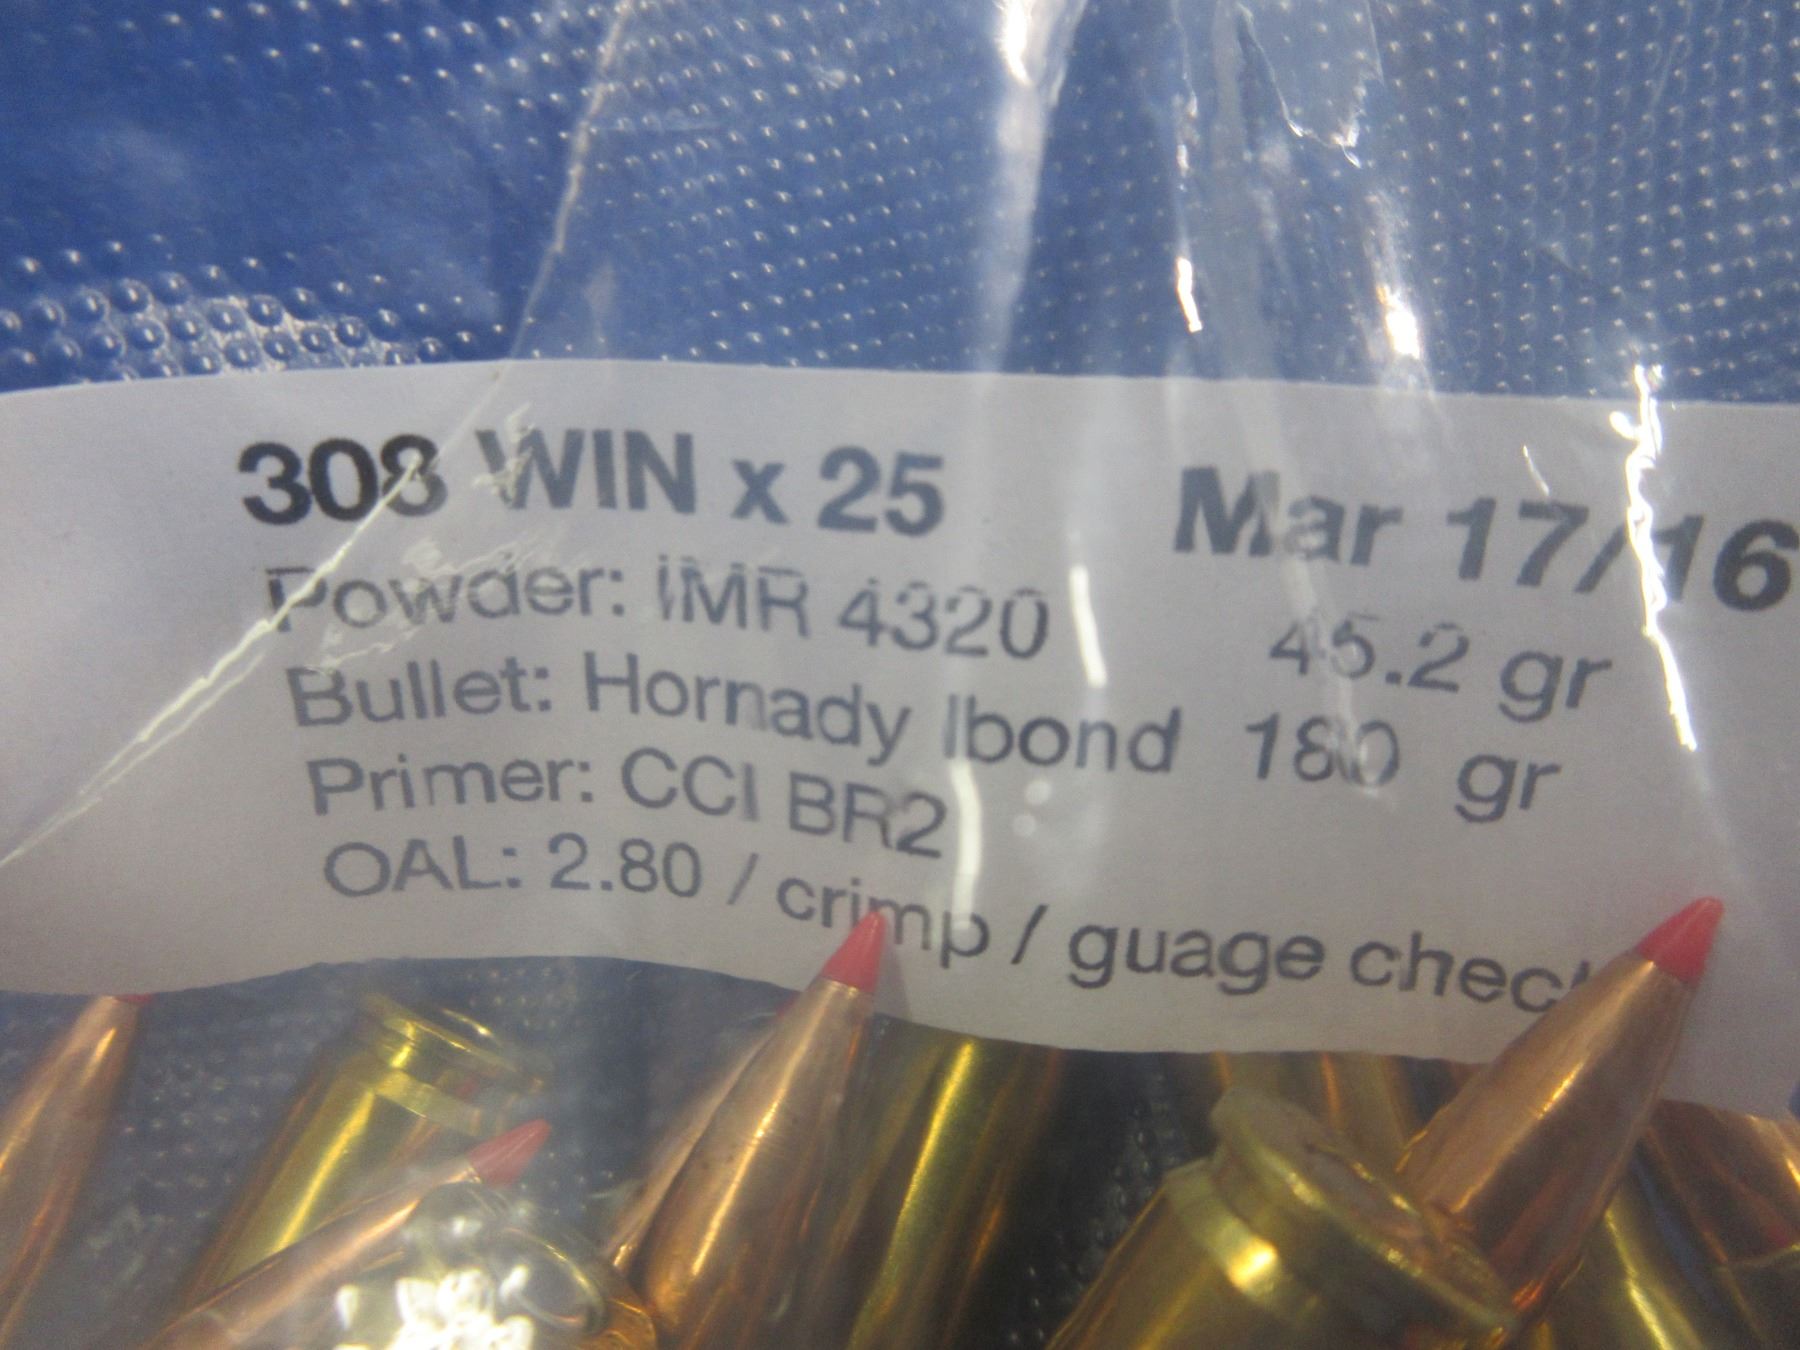 308 WIN x 25 Mar 17/16
Powder: IMR 4320 45.2 gr
Bullet: Hornady Ibond 180 gr
Primer: CCI BR2
OAL: 2.80 / crimp / guage check